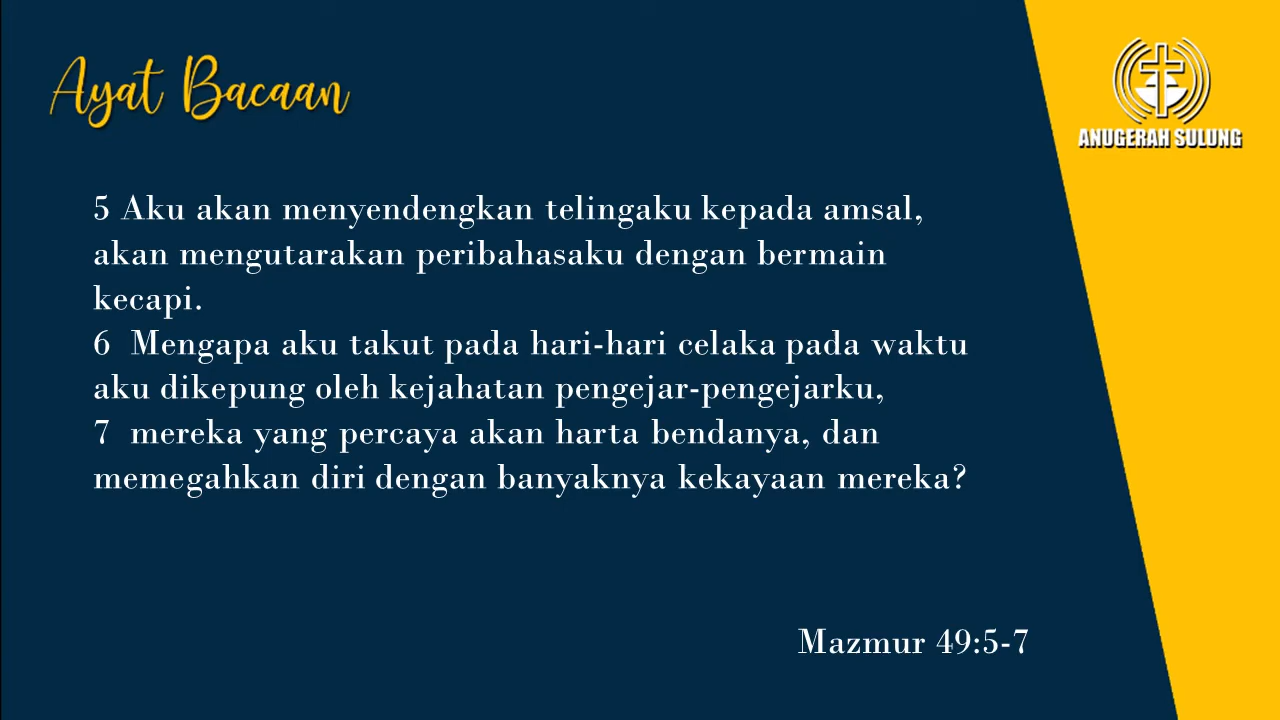 Ayat Bacaan
ANUGERAH SULUNG
5 Aku akan menyendengkan telingaku kepada amsal,
akan mengutarakan peribahasaku dengan bermain
kecapi.
6  Mengapa aku takut pada hari-hari celaka pada waktu
aku dikepung oleh kejahatan pengejar-pengejarku,
7  mereka yang percaya akan harta bendanya, dan
memegahkan diri dengan banyaknya kekayaan mereka?
Mazmur 49:5-7